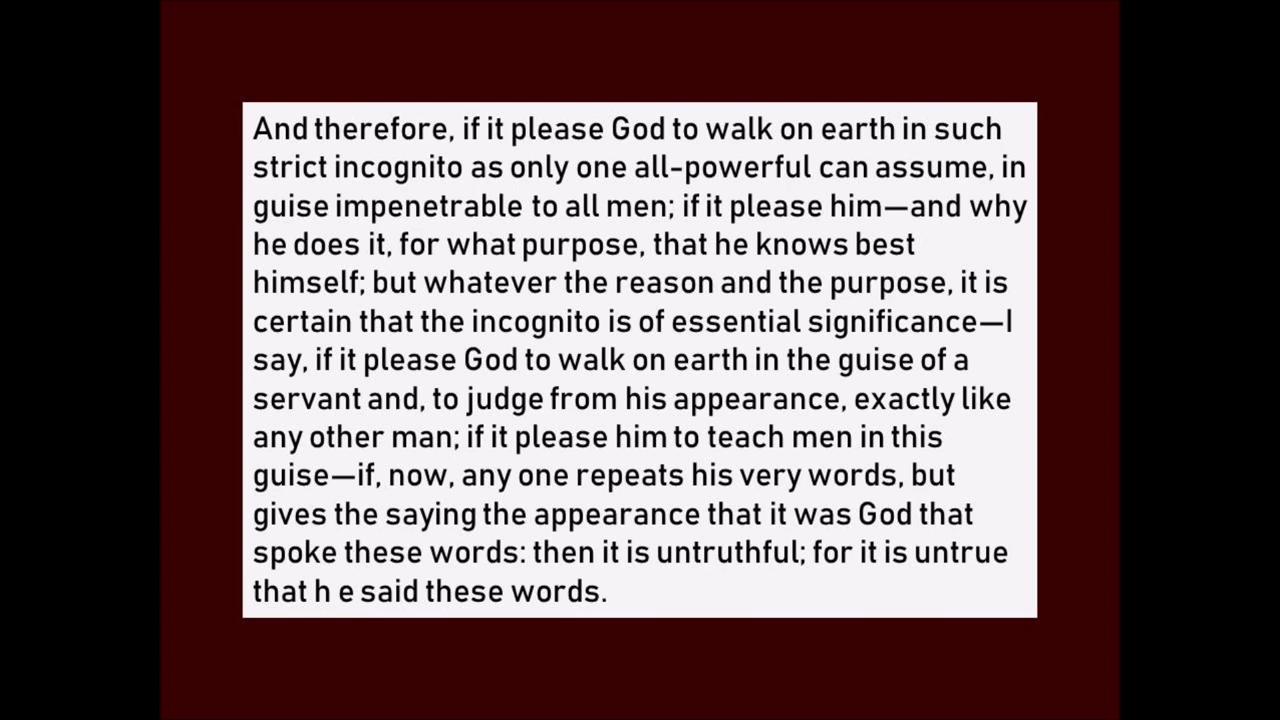 And therefore, if it please God to walk on earth in such
strict incognito as only one all-powerful can assume, in
guise impenetrable to all men; if it please him—and why
he does it, for what purpose, that he knows best
himself; but whatever the reason and the purpose, it is
certain that the incognito is of essential significance—I
say, if it please God to walk on earth in the guise of a
servant and, to judge from his appearance, exactly like
any other man; if it please him to teach men in this
guise—if, now, any one repeats his very words, but
gives the saying the appearance that it was God that
spoke these words: then it is untruthful; for it is untrue
that h e said these words.